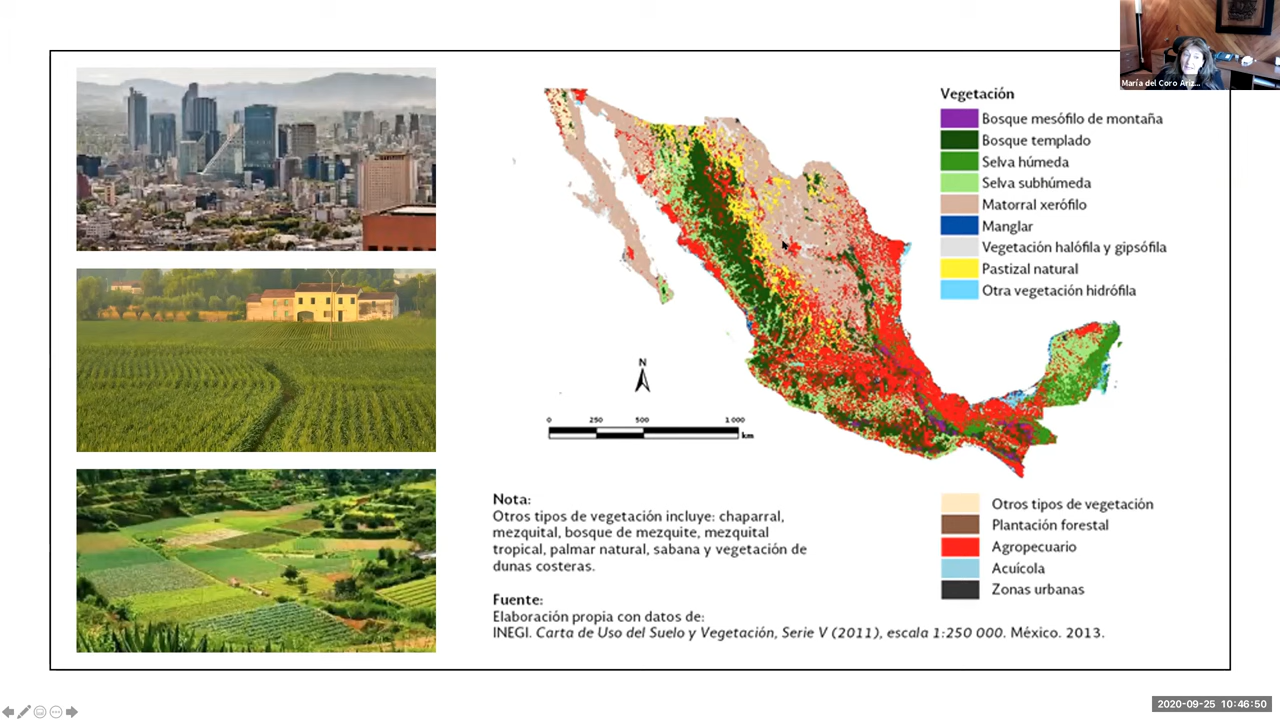 María del Coro Ariz...
Vegetación
Bosque mesófilo de montaña
Bosque templado
Selva húmeda
Selva subhúmeda
Matorral xerófilo
Manglar
Vegetación halófila y gipsófila
Pastizal natural
Otra vegetación hidrófila
N
0 250 500 1 000
km
Nota:
Otros tipos de vegetación incluye: chaparral,
mezquital, bosque de mezquite, mezquital
tropical, palmar natural, sabana y vegetación de
dunas costeras.
Fuente:
Elaboración propia con datos de:
INEGI. Carta de Uso del Suelo y Vegetación, Serie V (2011), escala 1:250 000. México. 2013.
Otros tipos de vegetación
Plantación forestal
Agropecuario
Acuícola
Zonas urbanas
2020-09-25 10:46:50